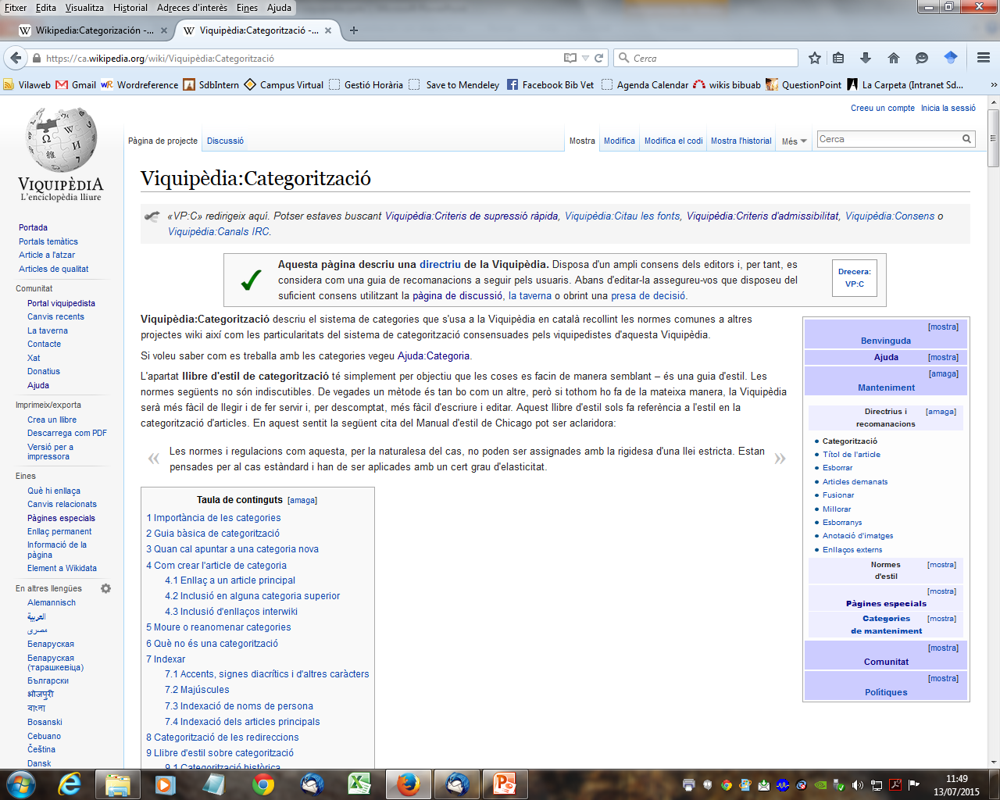 Fitxer Edita Visualitza Historial Adreces d'interès Eines Ajuda
Wikipedia:Categorización -...
Viquipèdia:Categorització -...
https://ca.wikipedia.org/wiki/Viquipèdia:Categorització
Cerca
Vilaweb Gmail Wordreference SdbIntern Campus Virtual Gestió Horària Save to Mendeley Facebook Bib Vet Agenda Calendar wikis bibuab QuestionPoint La Carpeta (Intranet Sd...
Creeu un compte Inicia la sessió
Pàgina de projecte Discussió Mostra Modifica Modifica el codi Mostra l'historial Més Cerca
VIQUIPÈDIA
L'enciclopèdia lliure
Portada
Portals temàtics
Article a l'atzar
Articles de qualitat
Comunitat
Portal viquipedista
Canvis recents
La taverna
Contacte
Xat
Donatius
Ajuda
Imprimeix/exporta
Crea un llibre
Descarrega com PDF
Versió per a
impressora
Eines
Què hi enllaça
Canvis relacionats
Pàgines especials
Enllaç permanent
Informació de la
pàgina
Element a Wikidata
En altres llengües
Alemannisch
العربية
مصرى
Беларуская
Беларуская
(тарашкевіца)
Български
भोजपुरी
বাংলা
Bosanski
Cebuano
Čeština
Dansk
Viquipèdia:Categorització
«VP:C» redirigeix aquí. Potser estaves buscant Viquipèdia:Criteris de supressió ràpida, Viquipèdia:Citau les fonts, Viquipèdia:Criteris d'admissibilitat, Viquipèdia:Consens o
Viquipèdia:Canals IRC.
Aquesta pàgina descriu una directriu de la Viquipèdia. Disposa d'un ampli consens dels editors i, per tant, es
considera com una guia de recomanacions a seguir pels usuaris. Abans d'editar-la assegureu-vos que disposeu del
suficient consens utilitzant la pàgina de discussió, la taverna o obrint una presa de decisió.
Drecera:
VP:C
Viquipèdia:Categorització descriu el sistema de categories que s'usa a la Viquipèdia en català recollint les normes comunes a altres
projectes wiki així com les particularitats del sistema de categorització consensuades pels viquipedistes d'aquesta Viquipèdia.
Si voleu saber com es treballa amb les categories vegeu Ajuda:Categoria.
L'apartat llibre d'estil de categorització té simplement per objectiu que les coses es facin de manera semblant – és una guia d'estil. Les
normes següents no són indiscutibles. De vegades un mètode és tan bo com un altre, però si tothom ho fa de la mateixa manera, la Viquipèdia
serà més fàcil de llegir i de fer servir i, per descomptat, més fàcil d'escriure i editar. Aquest llibre d'estil sols fa referència a l'estil en la
categorització d'articles. En aquest sentit la següent cita del Manual d'estil de Chicago pot ser aclaridora:
« Les normes i regulacions com aquesta, per la naturalesa del cas, no poden ser assignades amb la rigidesa d'una llei estricta. Estan »
pensades per al cas estàndard i han de ser aplicades amb un cert grau d'elasticitat.
Taula de continguts [amaga]
1 Importància de les categories
2 Guia bàsica de categorització
3 Quan cal apuntar a una categoria nova
4 Com crear l'article de categoria
4.1 Enllaç a un article principal
4.2 Inclusió en alguna categoria superior
4.3 Inclusió d'enllaços interwiki
5 Moure o reanomenar categories
6 Què no és una categorització
7 Indexar
7.1 Accents, signes diacrítics i d'altres caràcters
7.2 Majúscules
7.3 Indexació de noms de persona
7.4 Indexació dels articles principals
8 Categorització de les redireccions
9 Llibre d'estil sobre categorització
9.1 Categorització històrica
[mostra]
Benvinguda
Ajuda [mostra]
[amaga]
Manteniment
Directrius i [amaga]
recomanacions
• Categorització
• Títol de l'article
• Esborrar
• Articles demanats
• Fusionar
• Millorar
• Esborranys
• Anotació d'imatges
• Enllaços externs
Normes [mostra]
d'estil
[mostra]
Pàgines especials
Categories [mostra]
de manteniment
[mostra]
Comunitat
[mostra]
Polítiques
11:49
13/07/2015